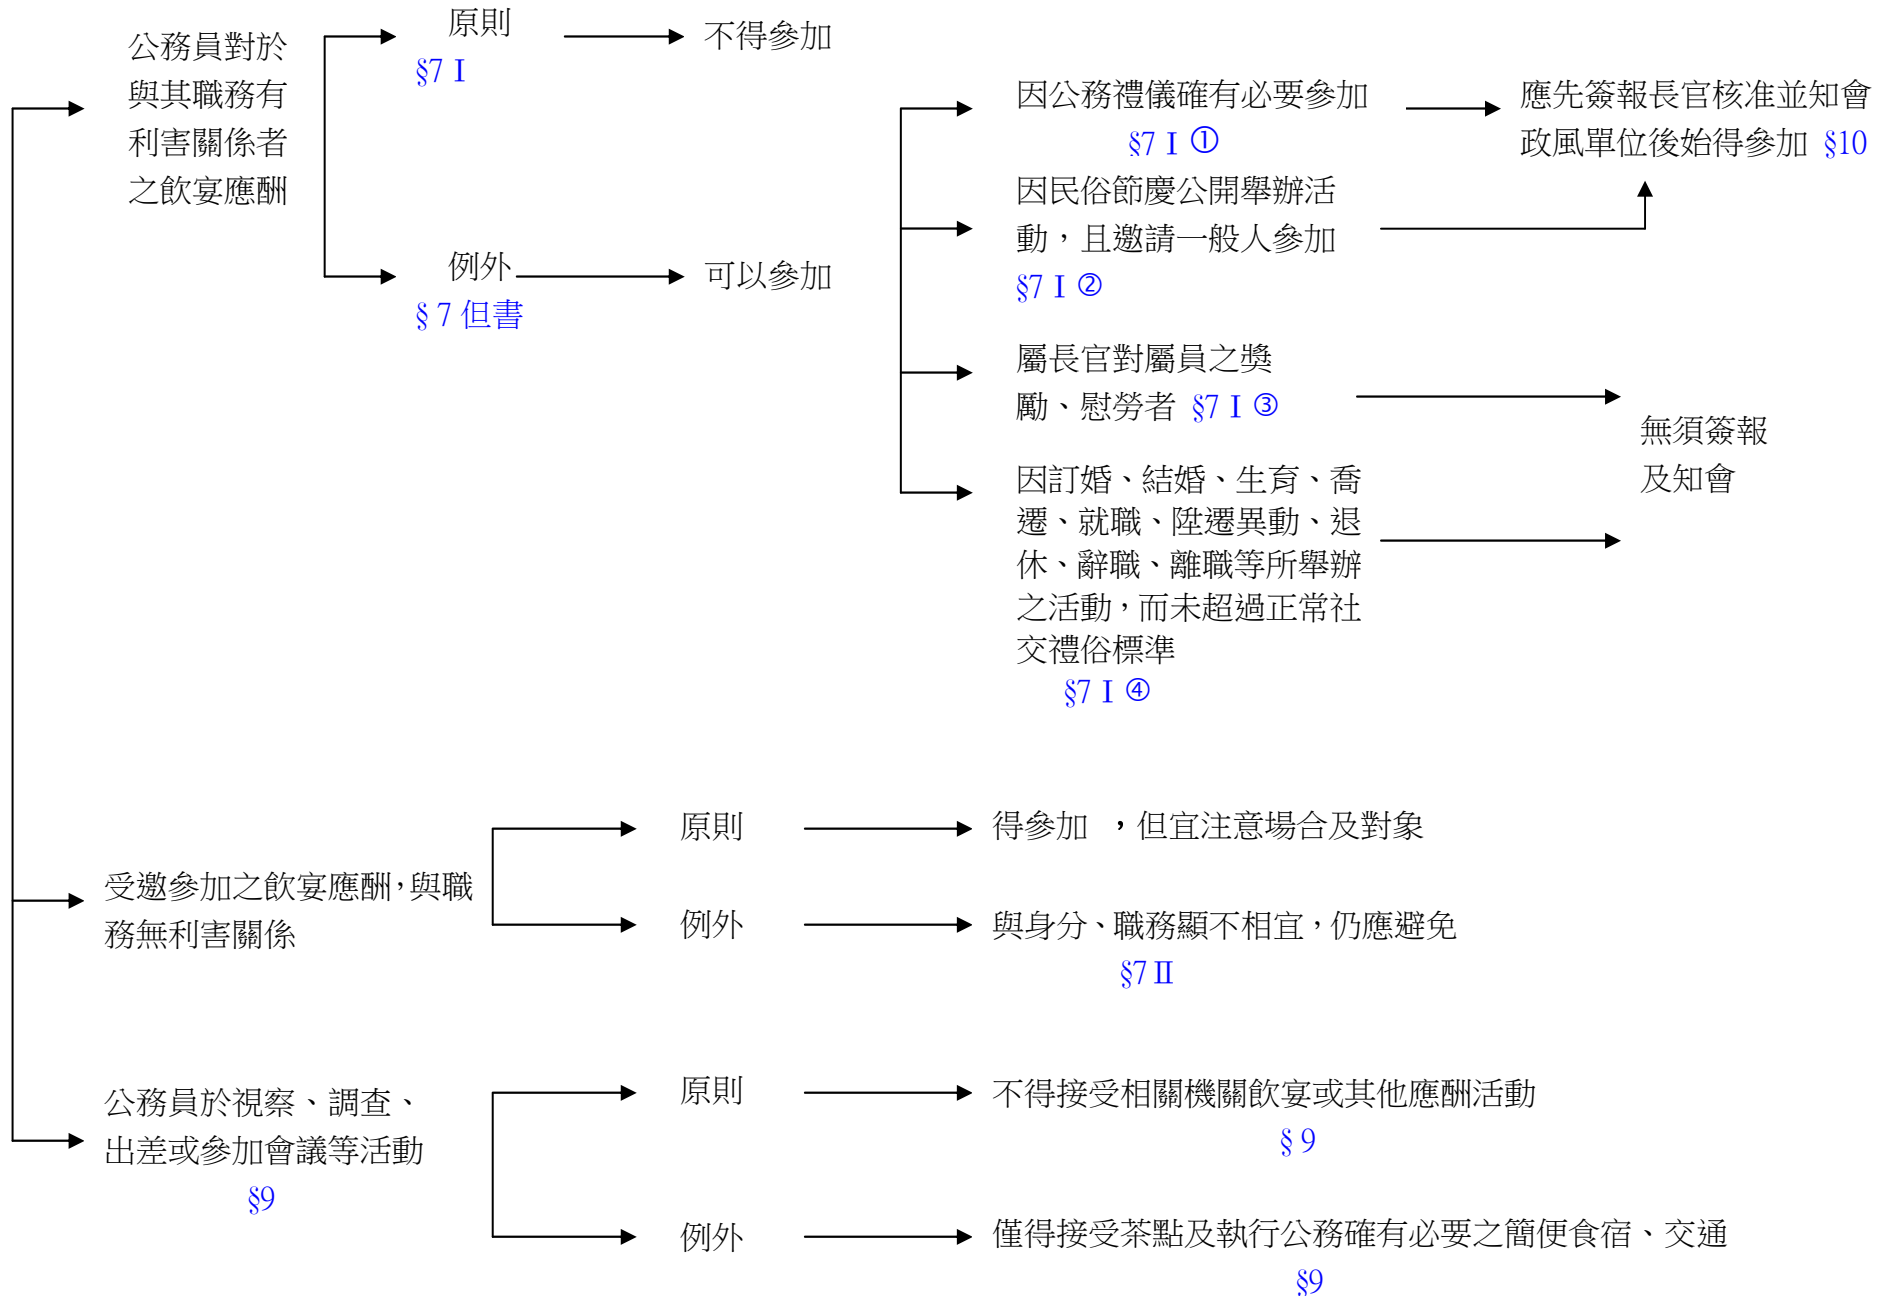 公務員對於
與其職務有
利害關係者
之飲宴應酬
原則
§7 I
不得參加
例外
§ 7 但書
可以參加
因公務禮儀確有必要參加
§7 I ①
應先簽報長官核准並知會
政風單位後始得參加 §10
因民俗節慶公開舉辦活
動，且邀請一般人參加
§7 I ②
屬長官對屬員之獎
勵、慰勞者 §7 I ③
無須簽報
及知會
因訂婚、結婚、生育、喬
遷、就職、陞遷異動、退
休、辭職、離職等所舉辦
之活動，而未超過正常社
交禮俗標準
§7 I ④
受邀參加之飲宴應酬，與職
務無利害關係
原則
得參加 ，但宜注意場合及對象
例外
與身分、職務顯不相宜，仍應避免
§7 II
公務員於視察、調查、
出差或參加會議等活動
§9
原則
不得接受相關機關飲宴或其他應酬活動
§ 9
例外
僅得接受茶點及執行公務確有必要之簡便食宿、交通
§9